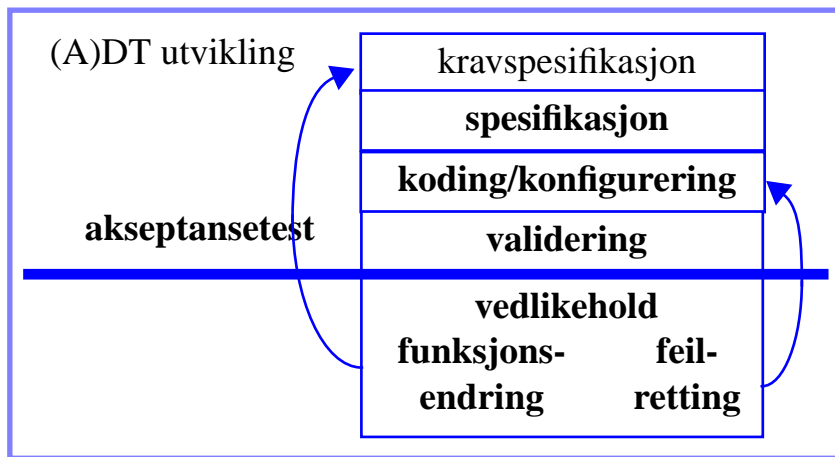 (A)DT utvikling
kravspesifikasjon
spesifikasjon
koding/konfigurering
akseptansetest
validering
vedlikehold
funksjons- feil-
endring retting